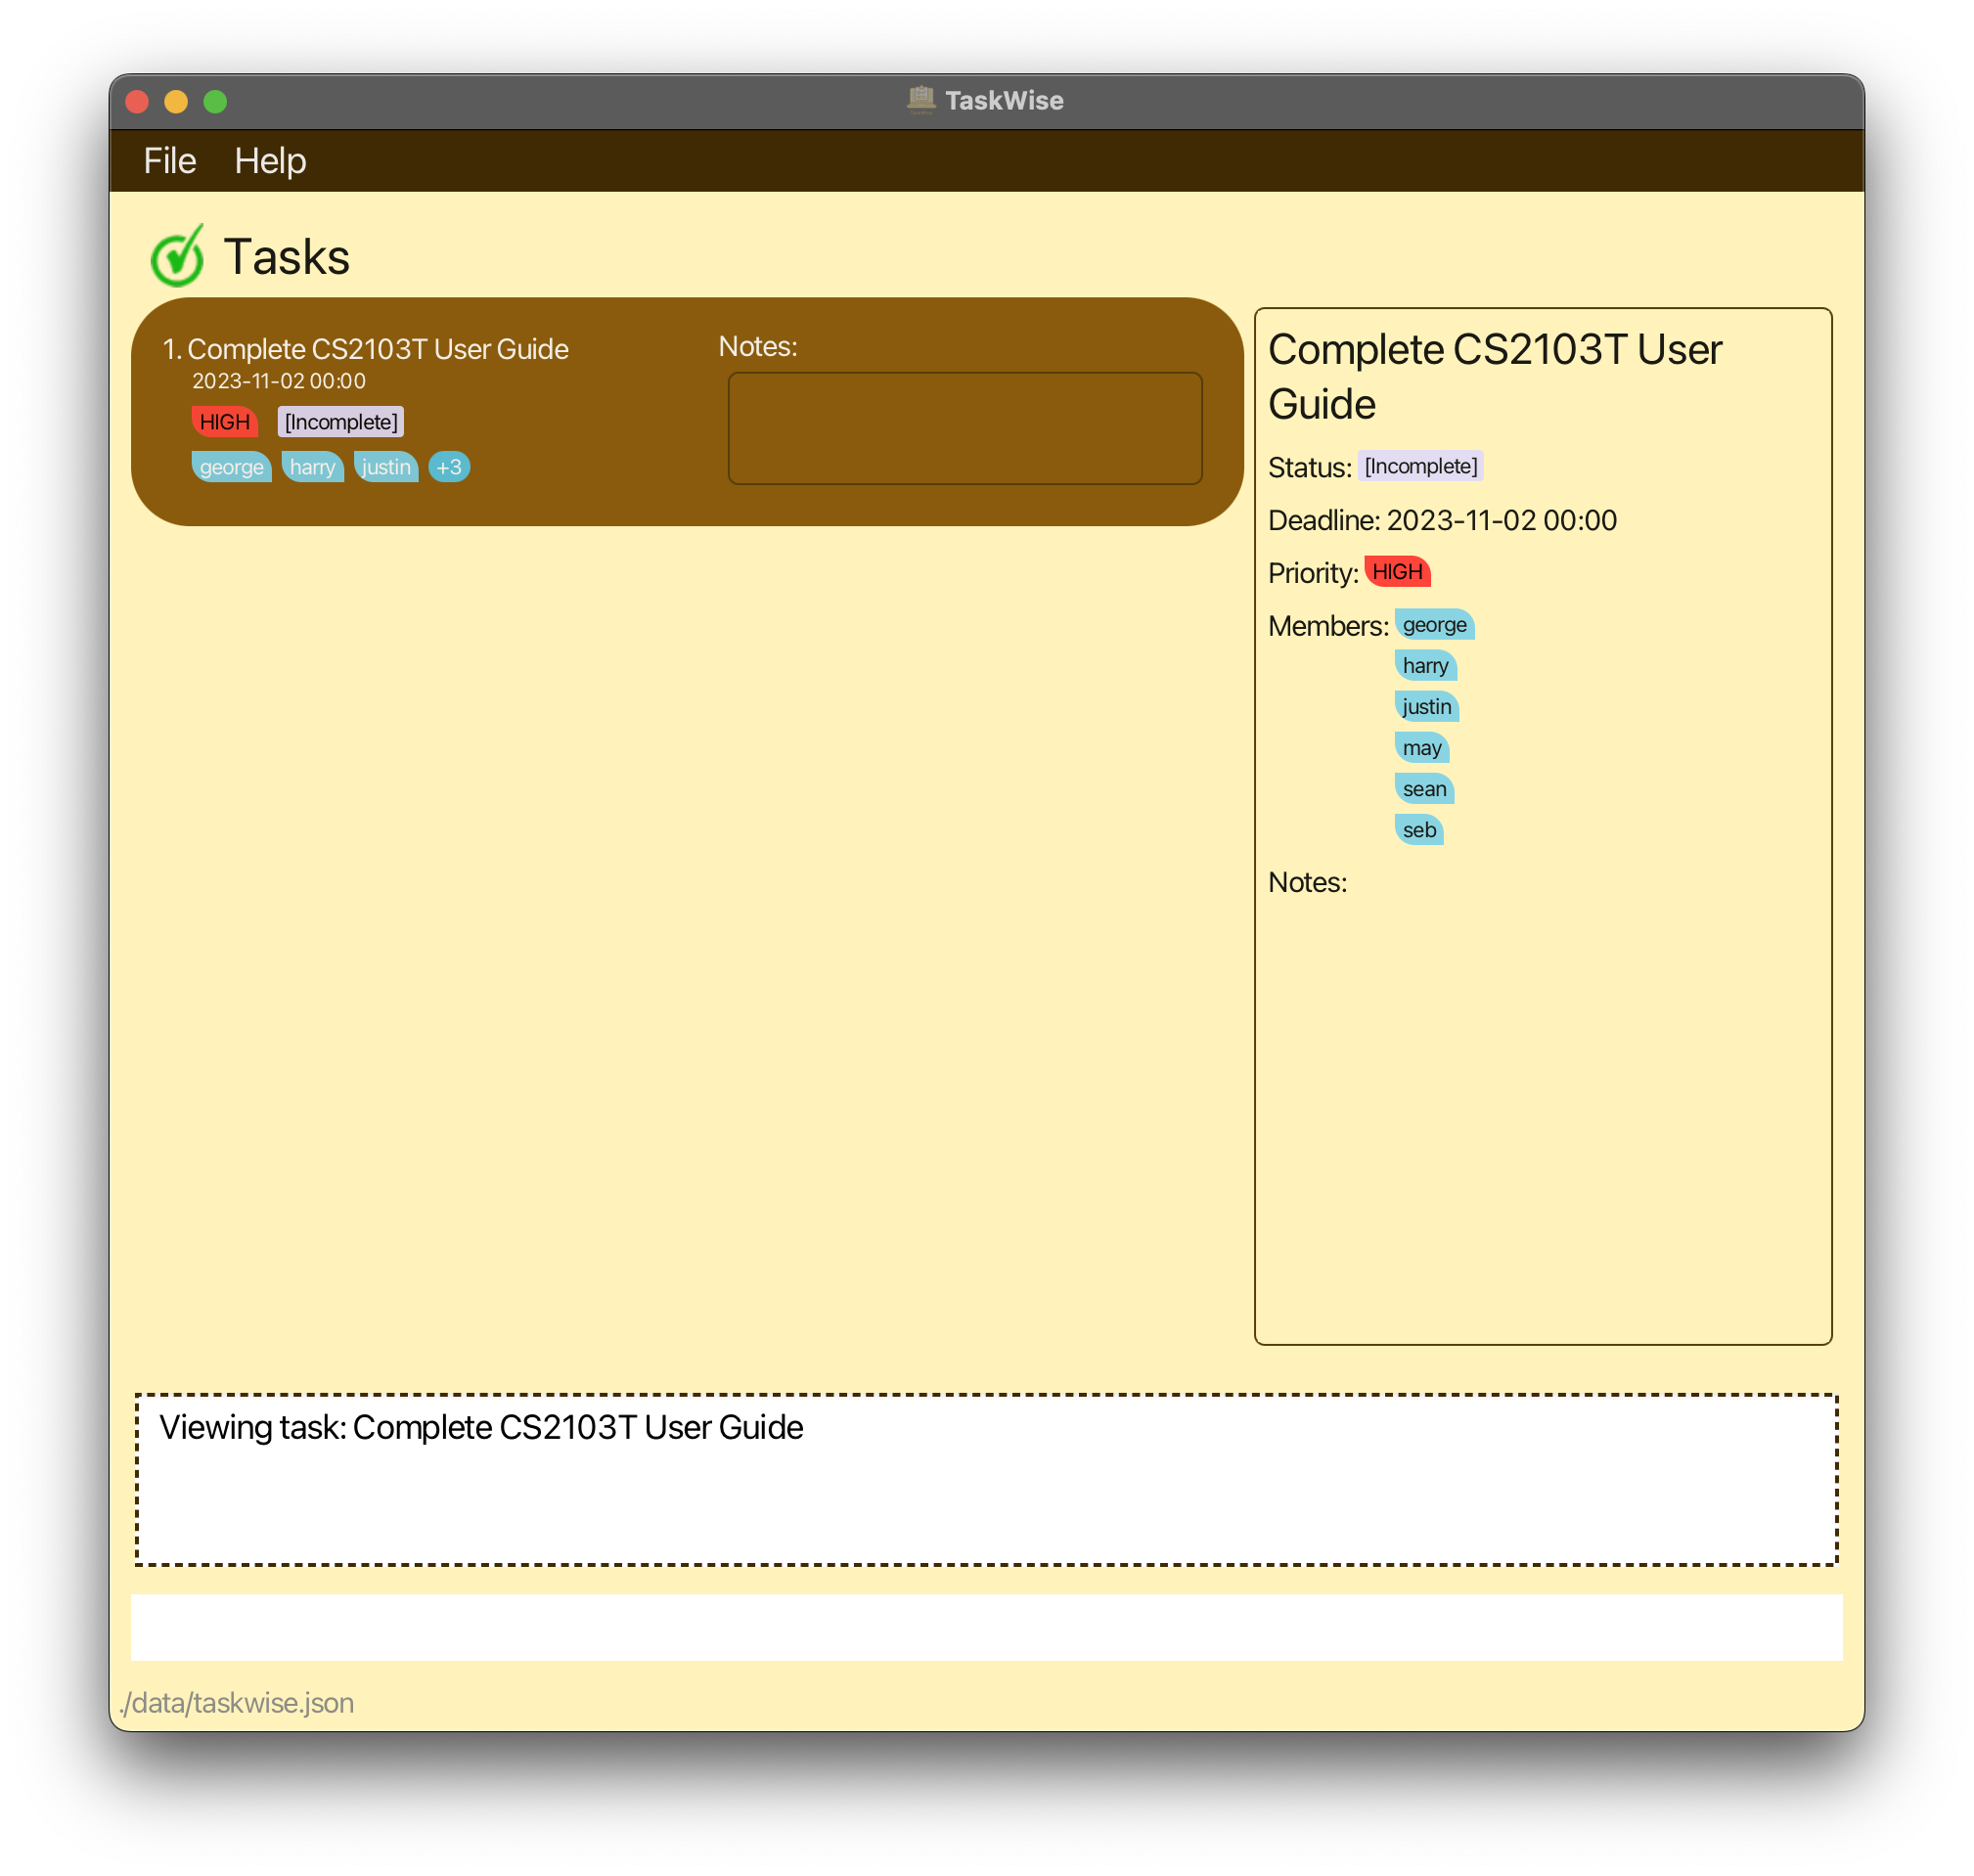 TaskWise
File Help
Tasks
1. Complete CS2103T User Guide
2023-11-02 00:00
HIGH [Incomplete]
george harry justin +3
Notes:
Complete CS2103T User
Guide
Status: [Incomplete]
Deadline: 2023-11-02 00:00
Priority: HIGH
Members: george
harry
justin
may
sean
seb
Notes:
Viewing task: Complete CS2103T User Guide
./data/taskwise.json